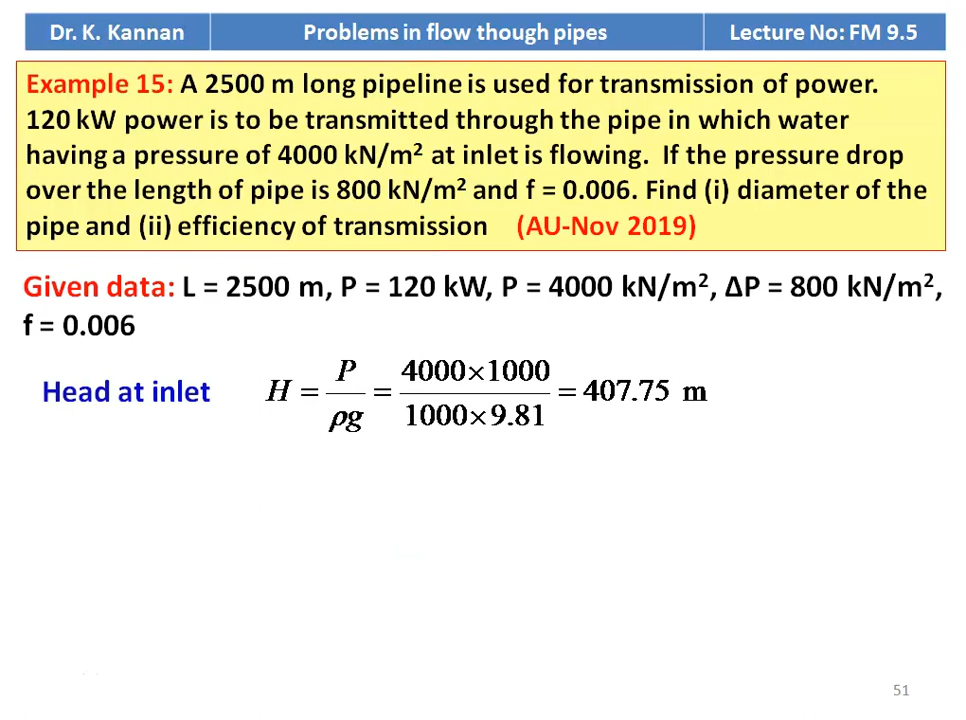 Dr. K. Kannan
Problems in flow though pipes
Lecture No: FM 9.5
Example 15: A 2500 m long pipeline is used for transmission of power.
120 kW power is to be transmitted through the pipe in which water
having a pressure of 4000 kN/m² at inlet is flowing. If the pressure drop
over the length of pipe is 800 kN/m² and f = 0.006. Find (i) diameter of the
pipe and (ii) efficiency of transmission (AU-Nov 2019)
Given data: L = 2500 m, P = 120 kW, P = 4000 kN/m², ΔP = 800 kN/m²,
f = 0.006
Head at inlet H = P/ρg = 4000×1000/1000×9.81 = 407.75 m
51